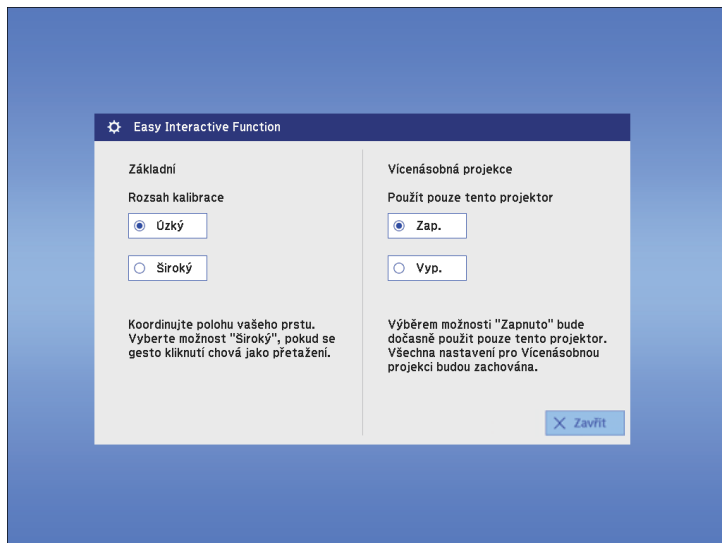 Easy Interactive Function
Základní
Rozsah kalibrace
Úzký
Široký
Koordinujte polohu vašeho prstu.
Vyberte možnost "Široký", pokud se
gesto kliknutí chová jako přetažení.
Vícenásobná projekce
Použít pouze tento projektor
Zap.
Vyp.
Výběrem možnosti "Zapnuto" bude
dočasně použit pouze tento projektor.
Všechna nastavení pro Vícenásobnou
projekci budou zachována.
Zavřít